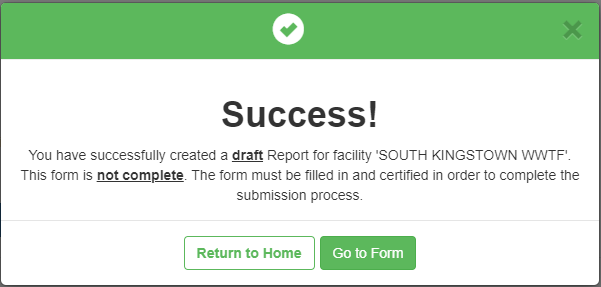 Success!
You have successfully created a draft Report for facility 'SOUTH KINGSTOWN WWTF'.
This form is not complete. The form must be filled in and certified in order to complete the
submission process.
Return to Home
Go to Form